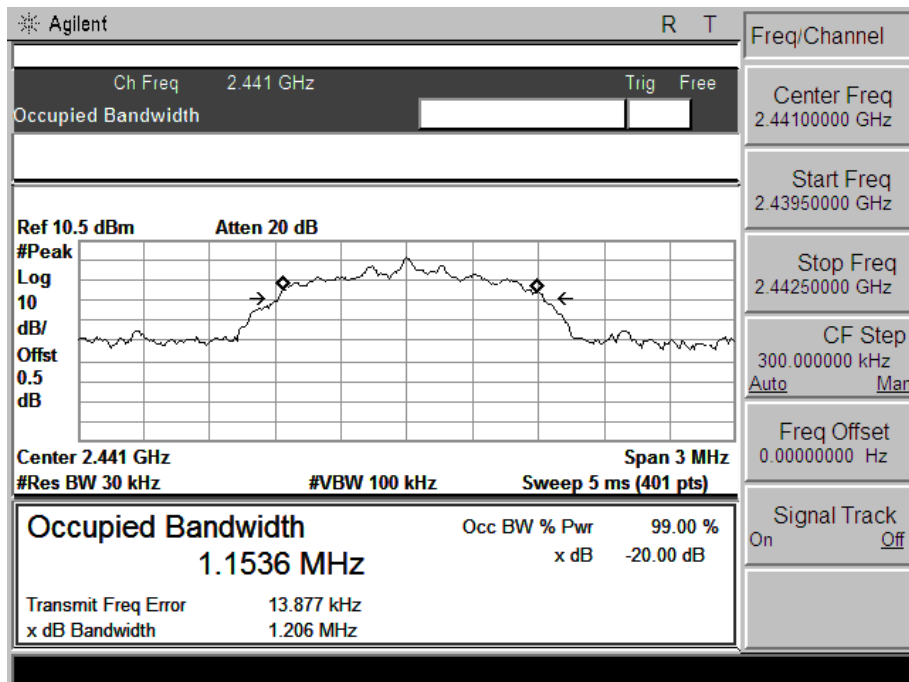 Agilent R T
Freq/Channel
Ch Freq 2.441 GHz Trig Free
Occupied Bandwidth
Center Freq
2.44100000 GHz
Start Freq
2.43950000 GHz
Stop Freq
2.44250000 GHz
CF Step
300.000000 kHz
Auto Man
Freq Offset
0.00000000 Hz
Signal Track
On Off
Ref 10.5 dBm Atten 20 dB
#Peak
Log
10
dB/
Offst
0.5
dB
Center 2.441 GHz Span 3 MHz
#Res BW 30 kHz #VBW 100 kHz Sweep 5 ms (401 pts)
Occupied Bandwidth
1.1536 MHz
Occ BW % Pwr 99.00 %
x dB -20.00 dB
Transmit Freq Error 13.877 kHz
x dB Bandwidth 1.206 MHz